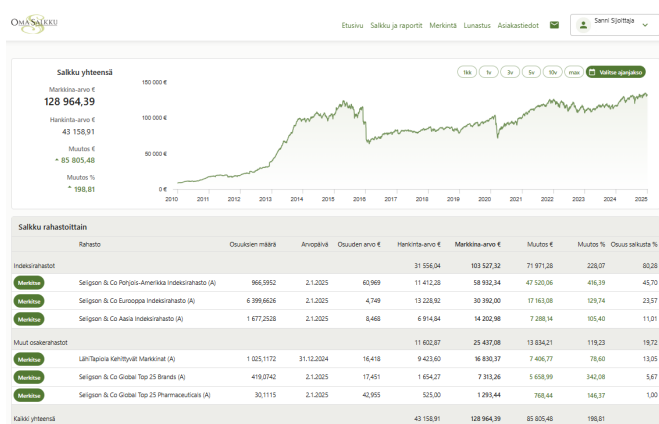 OMA SALKKU
Etusivu Salkku ja raportit Merkintä Lunastus Asiakastiedot Sanni Sijoittaja
Salkku yhteensä
Markkina-arvo €
128 964,39
Hankinta-arvo €
43 158,91
Muutos €
85 805,48
Muutos %
198,81
1kk 1v 3v 5v 10v max Valitse ajanjakso
150 000 €
100 000 €
50 000 €
0 €
2010 2011 2012 2013 2014 2015 2016 2017 2018 2019 2020 2021 2022 2023 2024 2025
Salkku rahastoittain
Rahasto Osuuksien määrä Arvopäivä Osuuden arvo € Hankinta-arvo € Markkina-arvo € Muutos € Muutos % Osuus salkusta %
Indeksirahastot 31 556,04 103 527,32 71 971,28 228,07 80,28
Merkitse Seligson & Co Pohjois-Amerikka Indeksirahasto (A) 966,5952 2.1.2025 60,969 11 412,28 58 932,34 47 520,06 416,39 45,70
Merkitse Seligson & Co Eurooppa Indeksirahasto (A) 6 399,6626 2.1.2025 4,749 13 228,92 30 392,00 17 163,08 129,74 23,57
Merkitse Seligson & Co Aasia Indeksirahasto (A) 1 677,2528 2.1.2025 8,468 6 914,84 14 202,98 7 288,14 105,40 11,01
Muut osakerahastot 11 602,87 25 437,08 13 834,21 119,23 19,72
Merkitse LähiTapiola Kehittyvät Markkinat (A) 1 025,1172 31.12.2024 16,418 9 423,60 16 830,37 7 406,77 78,60 13,05
Merkitse Seligson & Co Global Top 25 Brands (A) 419,0742 2.1.2025 17,451 1 654,27 7 313,26 5 658,99 342,08 5,67
Merkitse Seligson & Co Global Top 25 Pharmaceuticals (A) 30,1115 2.1.2025 42,955 525,00 1 293,44 768,44 146,37 1,00
Kaikki yhteensä 43 158,91 128 964,39 85 805,48 198,81